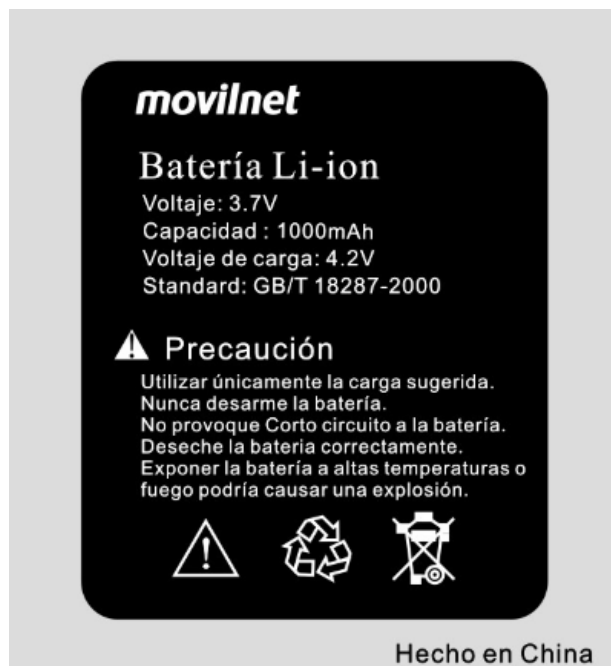 movilnet
Batería Li-ion
Voltaje: 3.7V
Capacidad : 1000mAh
Voltaje de carga: 4.2V
Standard: GB/T 18287-2000
Precaución
Utilizar únicamente la carga sugerida.
Nunca desarme la batería.
No provoque Corto circuito a la batería.
Deseche la bateria correctamente.
Exponer la batería a altas temperaturas o
fuego podría causar una explosión.
Hecho en China